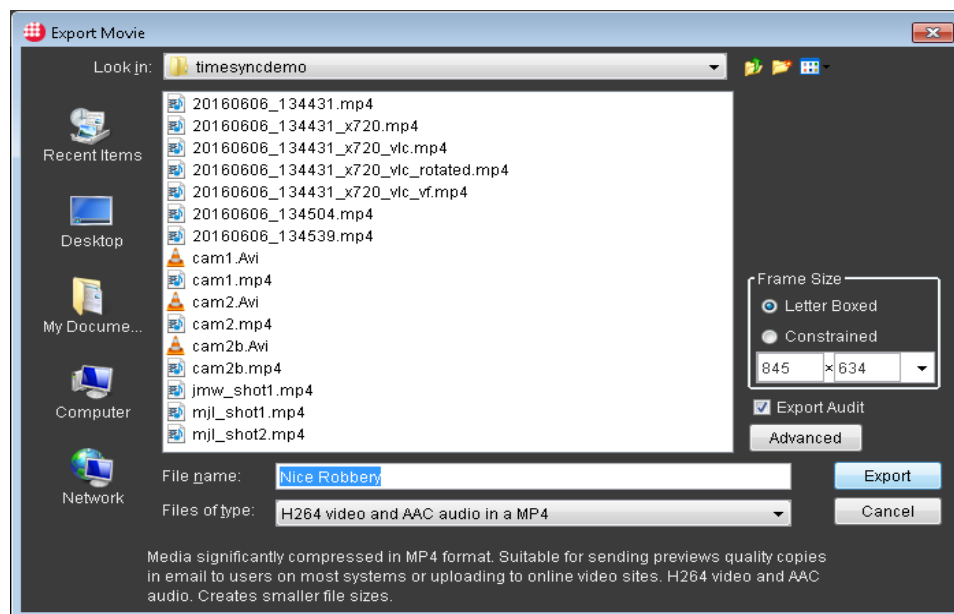 Export Movie
Look in: timesyncdemo
20160606_134431.mp4
20160606_134431_x720.mp4
20160606_134431_x720_vlc.mp4
20160606_134431_x720_vlc_rotated.mp4
20160606_134431_x720_vlc_vf.mp4
20160606_134504.mp4
20160606_134539.mp4
cam1.Avi
cam1.mp4
cam2.Avi
cam2.mp4
cam2b.Avi
cam2b.mp4
jmw_shot1.mp4
mjl_shot1.mp4
mjl_shot2.mp4
Recent Items
Desktop
My Docume...
Computer
Network
Frame Size
Letter Boxed
Constrained
845 × 634
Export Audit
Advanced
File name: Nice Robbery
Export
Files of type: H264 video and AAC audio in a MP4
Cancel
Media significantly compressed in MP4 format. Suitable for sending previews quality copies
in email to users on most systems or uploading to online video sites. H264 video and AAC
audio. Creates smaller file sizes.